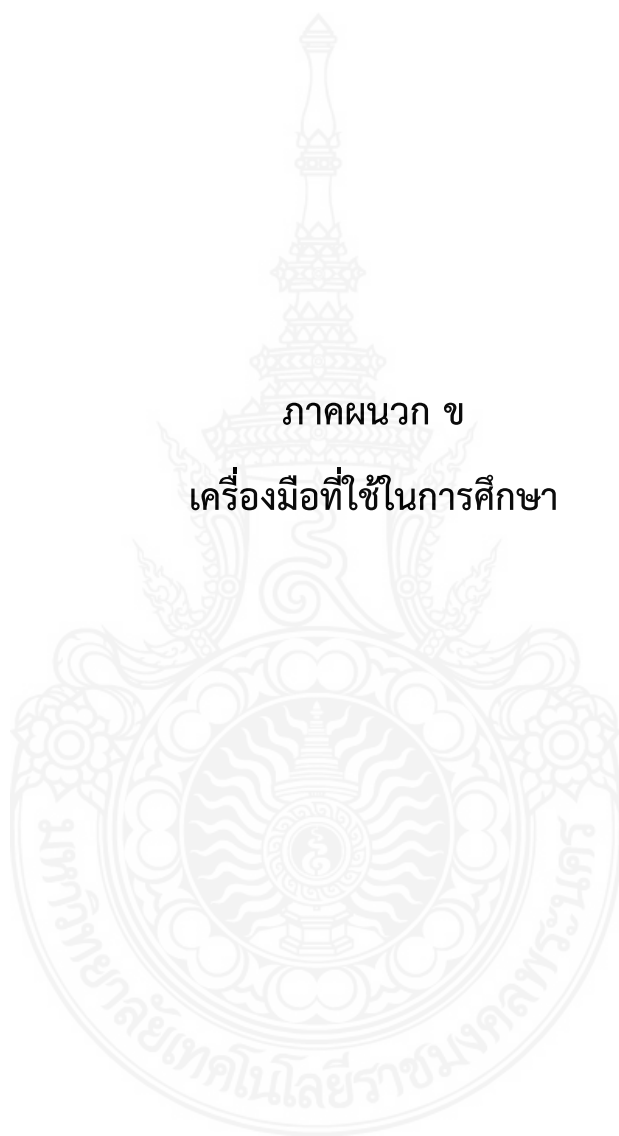 ภาคผนวก ข
เครื่องมือที่ใช้ในการศึกษา
มหาวิทยาลัยเทคโนโลยีราชมงคลพระนคร